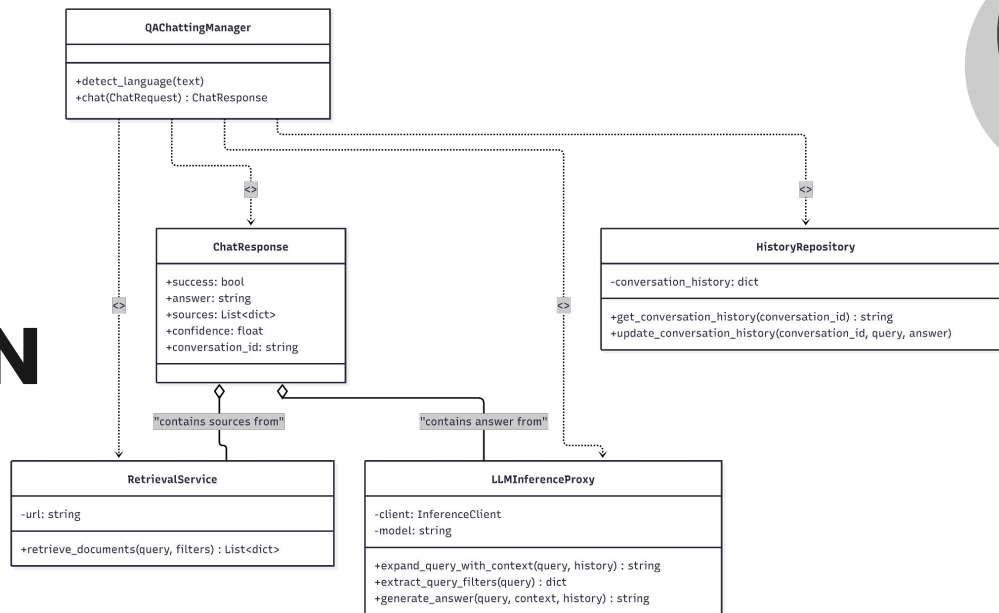 QAChattingManager
+detect_language(text)
+chat(ChatRequest) : ChatResponse
<>
<>
ChatResponse
+success: bool
+answer: string
+sources: List<dict>
+confidence: float
+conversation_id: string
HistoryRepository
-conversation_history: dict
+get_conversation_history(conversation_id) : string
+update_conversation_history(conversation_id, query, answer)
<>
<>
N
"contains sources from"
"contains answer from"
RetrievalService
-url: string
+retrieve_documents(query, filters) : List<dict>
LLMInferenceProxy
-client: InferenceClient
-model: string
+expand_query_with_context(query, history) : string
+extract_query_filters(query) : dict
+generate_answer(query, context, history) : string